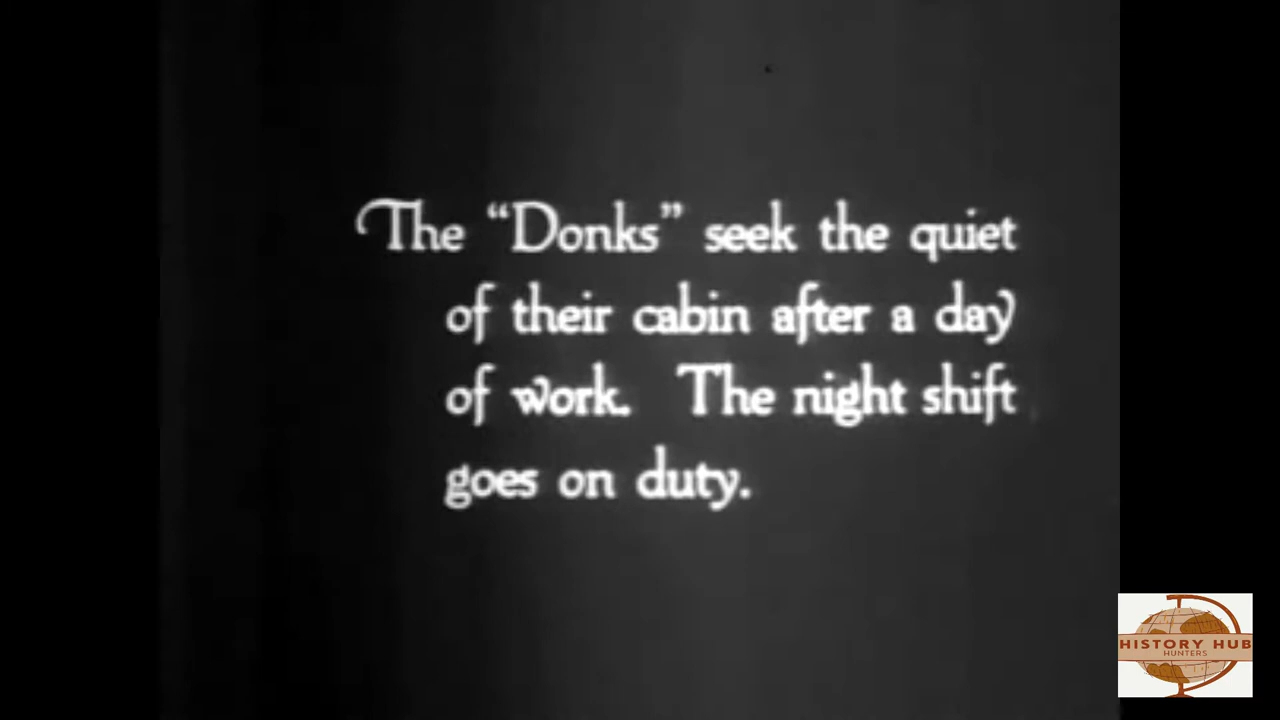 The “Donks” seek the quiet
of their cabin after a day
of work. The night shift
goes on duty.
HISTORY HUB
HUNTERS